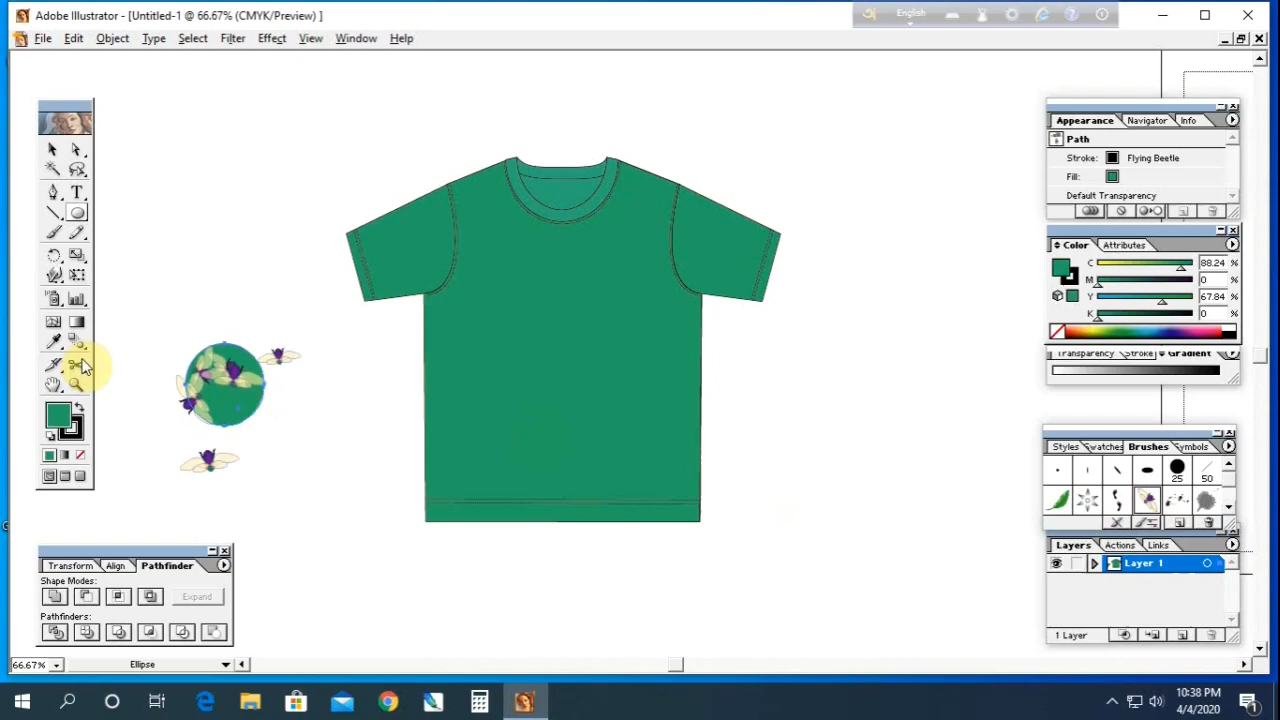 Adobe Illustrator - [Untitled-1 @ 66.67% (CMYK/Preview) ]
English
File Edit Object Type Select Filter Effect View Window Help
Appearance Navigator Info
Path
Stroke: Flying Beetle
Fill:
Default Transparency
Color Attributes
C 88.24 %
M 0 %
Y 67.84 %
K 0 %
Transparency Stroke Gradient
Styles Swatches Brushes Symbols
25 50
Layers Actions Links
Layer 1
1 Layer
Transform Align Pathfinder
Shape Modes:
Expand
Pathfinders:
66.67% Ellipse
10:38 PM
4/4/2020